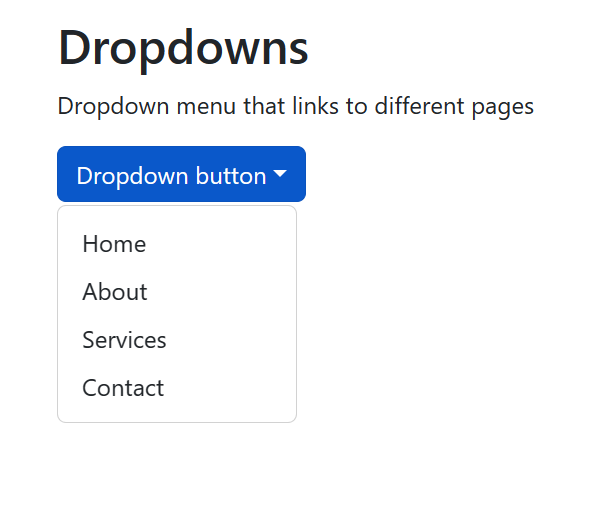 Dropdowns
Dropdown menu that links to different pages
Dropdown button
Home
About
Services
Contact